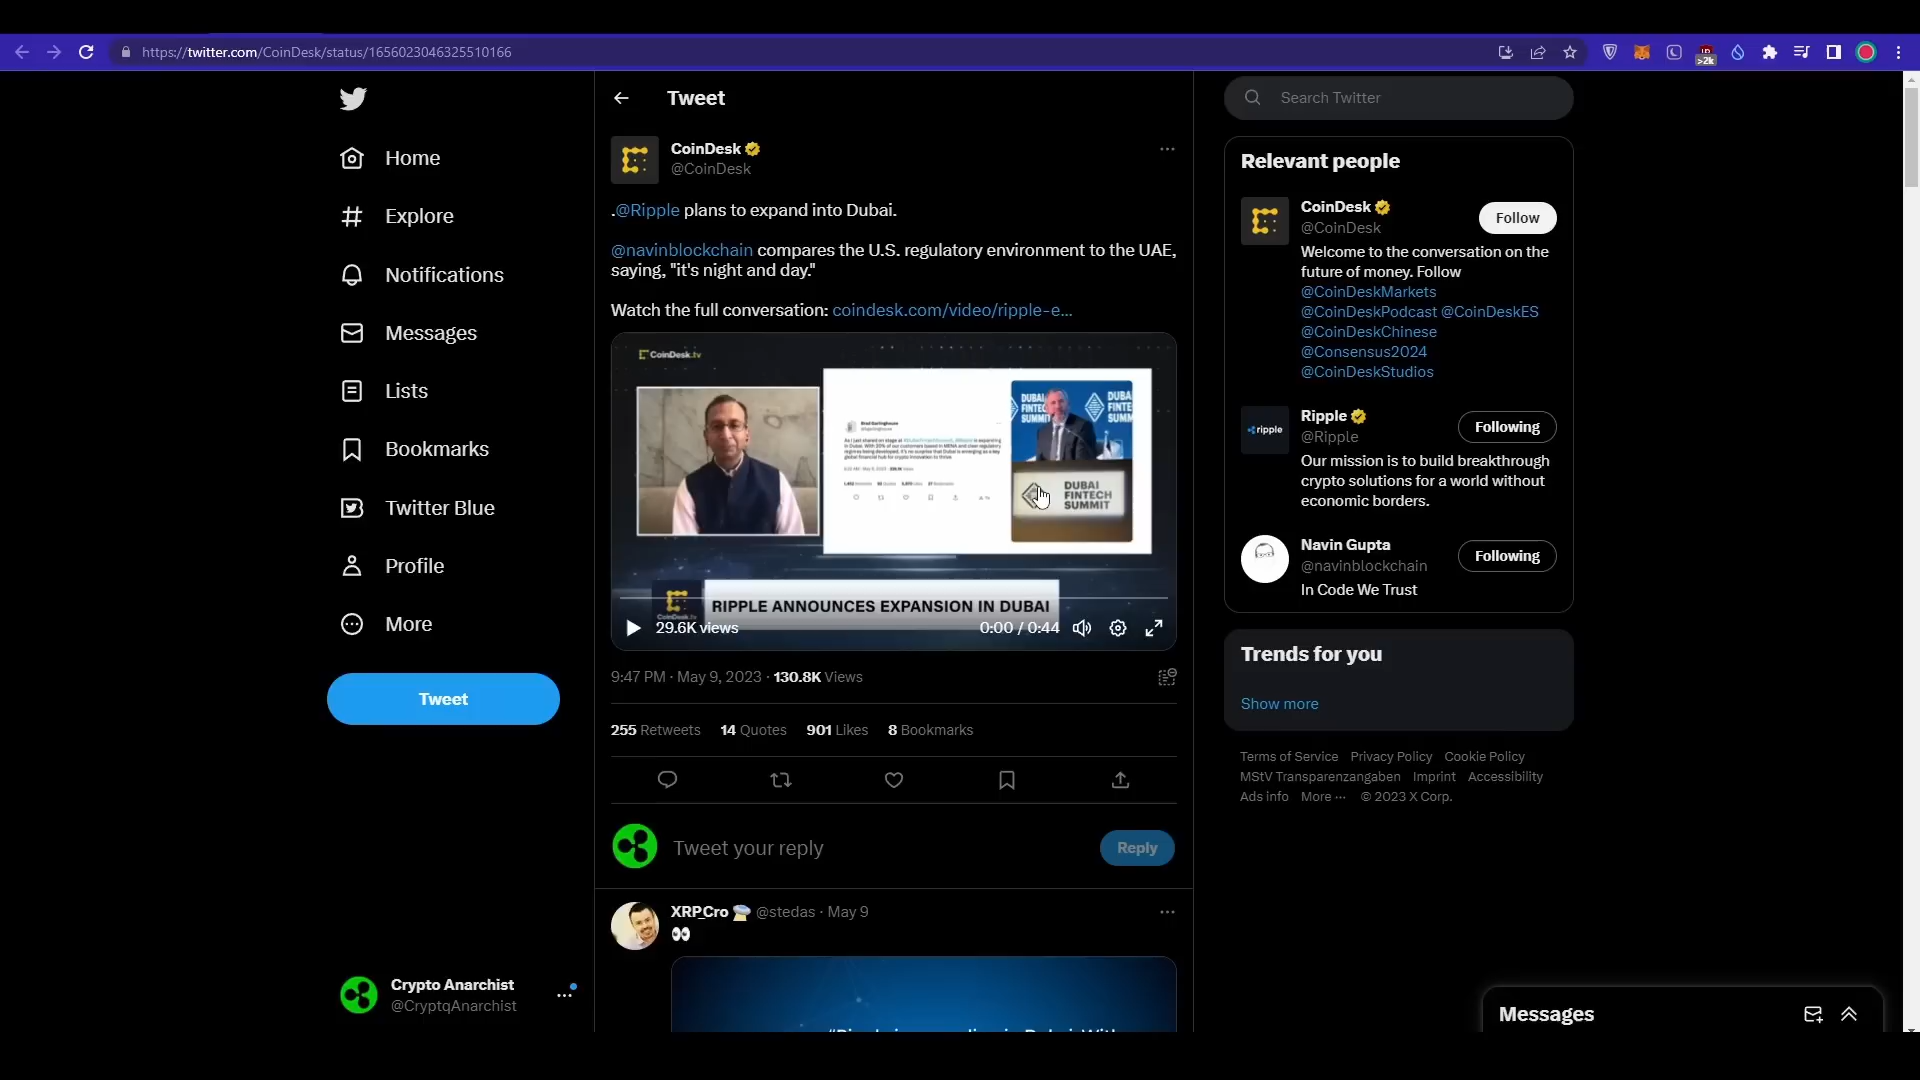 https://twitter.com/CoinDesk/status/1656023046325510166
>2k
Home
Explore
Notifications
Messages
Lists
Bookmarks
Twitter Blue
Profile
More
Tweet
Crypto Anarchist
@CryptqAnarchist
Tweet
CoinDesk
@CoinDesk
.@Ripple plans to expand into Dubai.
@navinblockchain compares the U.S. regulatory environment to the UAE,
saying, "it's night and day."
Watch the full conversation: coindesk.com/video/ripple-e...
CoinDesk.tv
Brad Garlinghouse
DUBAI FINTECH SUMMIT
DUBAI
FINTECH
SUMMIT
RIPPLE ANNOUNCES EXPANSION IN DUBAI
29.6K views
0:00 / 0:44
9:47 PM · May 9, 2023 · 130.8K Views
255 Retweets 14 Quotes 901 Likes 8 Bookmarks
Tweet your reply
Reply
XRP_Cro @stedas · May 9
Search Twitter
Relevant people
CoinDesk
@CoinDesk
Follow
Welcome to the conversation on the
future of money. Follow
@CoinDeskMarkets
@CoinDeskPodcast @CoinDeskES
@CoinDeskChinese
@Consensus2024
@CoinDeskStudios
ripple
Ripple
@Ripple
Following
Our mission is to build breakthrough
crypto solutions for a world without
economic borders.
Navin Gupta
@navinblockchain
Following
In Code We Trust
Trends for you
Show more
Terms of Service Privacy Policy Cookie Policy
MStV Transparenzangaben Imprint Accessibility
Ads info More ··· © 2023 X Corp.
Messages